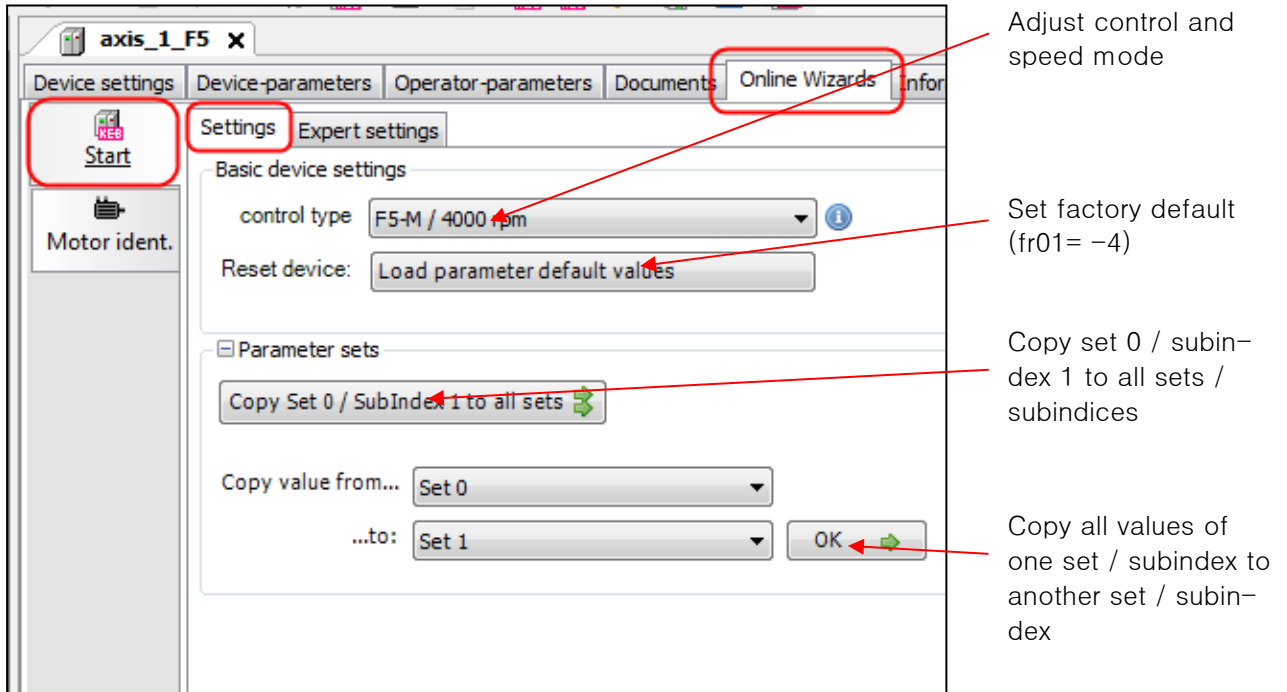 axis_1_F5 x
Device settings Device-parameters Operator-parameters Documents Online Wizards Infor
KEB
Start
Motor ident.
Settings Expert settings
Basic device settings
control type F5-M / 4000 rpm
Reset device: Load parameter default values
Parameter sets
Copy Set 0 / SubIndex 1 to all sets
Copy value from... Set 0
...to: Set 1 OK
Adjust control and
speed mode
Set factory default
(fr01= -4)
Copy set 0 / subin-
dex 1 to all sets /
subindices
Copy all values of
one set / subindex to
another set / subin-
dex